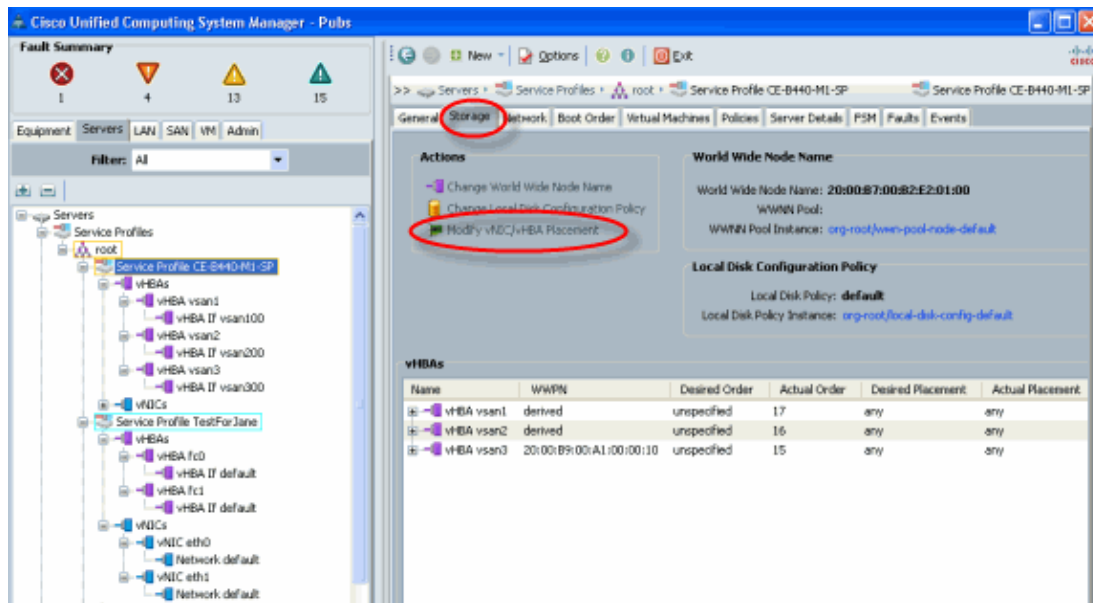 Cisco Unified Computing System Manager - Pubs
Fault Summary
1 4 13 15
Equipment Servers LAN SAN VM Admin
Filter: All
Servers
Service Profiles
root
Service Profile CE-B440-M1-SP
vHBAs
vHBA vsan1
vHBA If vsan100
vHBA vsan2
vHBA If vsan200
vHBA vsan3
vHBA If vsan300
vNICs
Service Profile TestForJane
vHBAs
vHBA fc0
vHBA If default
vHBA fc1
vHBA If default
vNICs
vNIC eth0
Network default
vNIC eth1
Network default
New Options Exit
cisco
>> Servers Service Profiles root Service Profile CE-B440-M1-SP Service Profile CE-B440-M1-SP
General Storage Network Boot Order Virtual Machines Policies Server Details FSM Faults Events
Actions
Change World Wide Node Name
Change Local Disk Configuration Policy
Modify vNIC/vHBA Placement
World Wide Node Name
World Wide Node Name: 20:00:B7:00:B2:E2:01:00
WWNN Pool:
WWNN Pool Instance: org-root/wwn-pool-node-default
Local Disk Configuration Policy
Local Disk Policy: default
Local Disk Policy Instance: org-root/local-disk-config-default
vHBAs
Name WWPN Desired Order Actual Order Desired Placement Actual Placement
vHBA vsan1 derived unspecified 17 any any
vHBA vsan2 derived unspecified 16 any any
vHBA vsan3 20:00:B9:00:A1:00:00:10 unspecified 15 any any